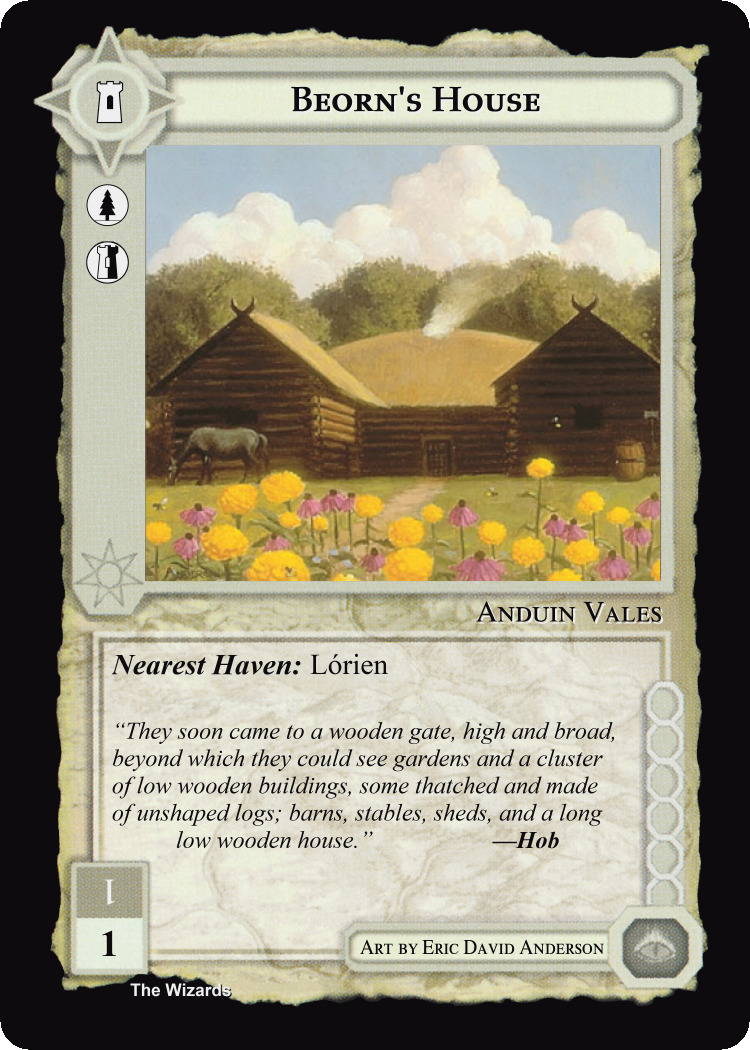 Beorn's House
Anduin Vales
Nearest Haven: Lórien
“They soon came to a wooden gate, high and broad,
beyond which they could see gardens and a cluster
of low wooden buildings, some thatched and made
of unshaped logs; barns, stables, sheds, and a long
low wooden house.” —Hob
1
1
Art by Eric David Anderson
The Wizards